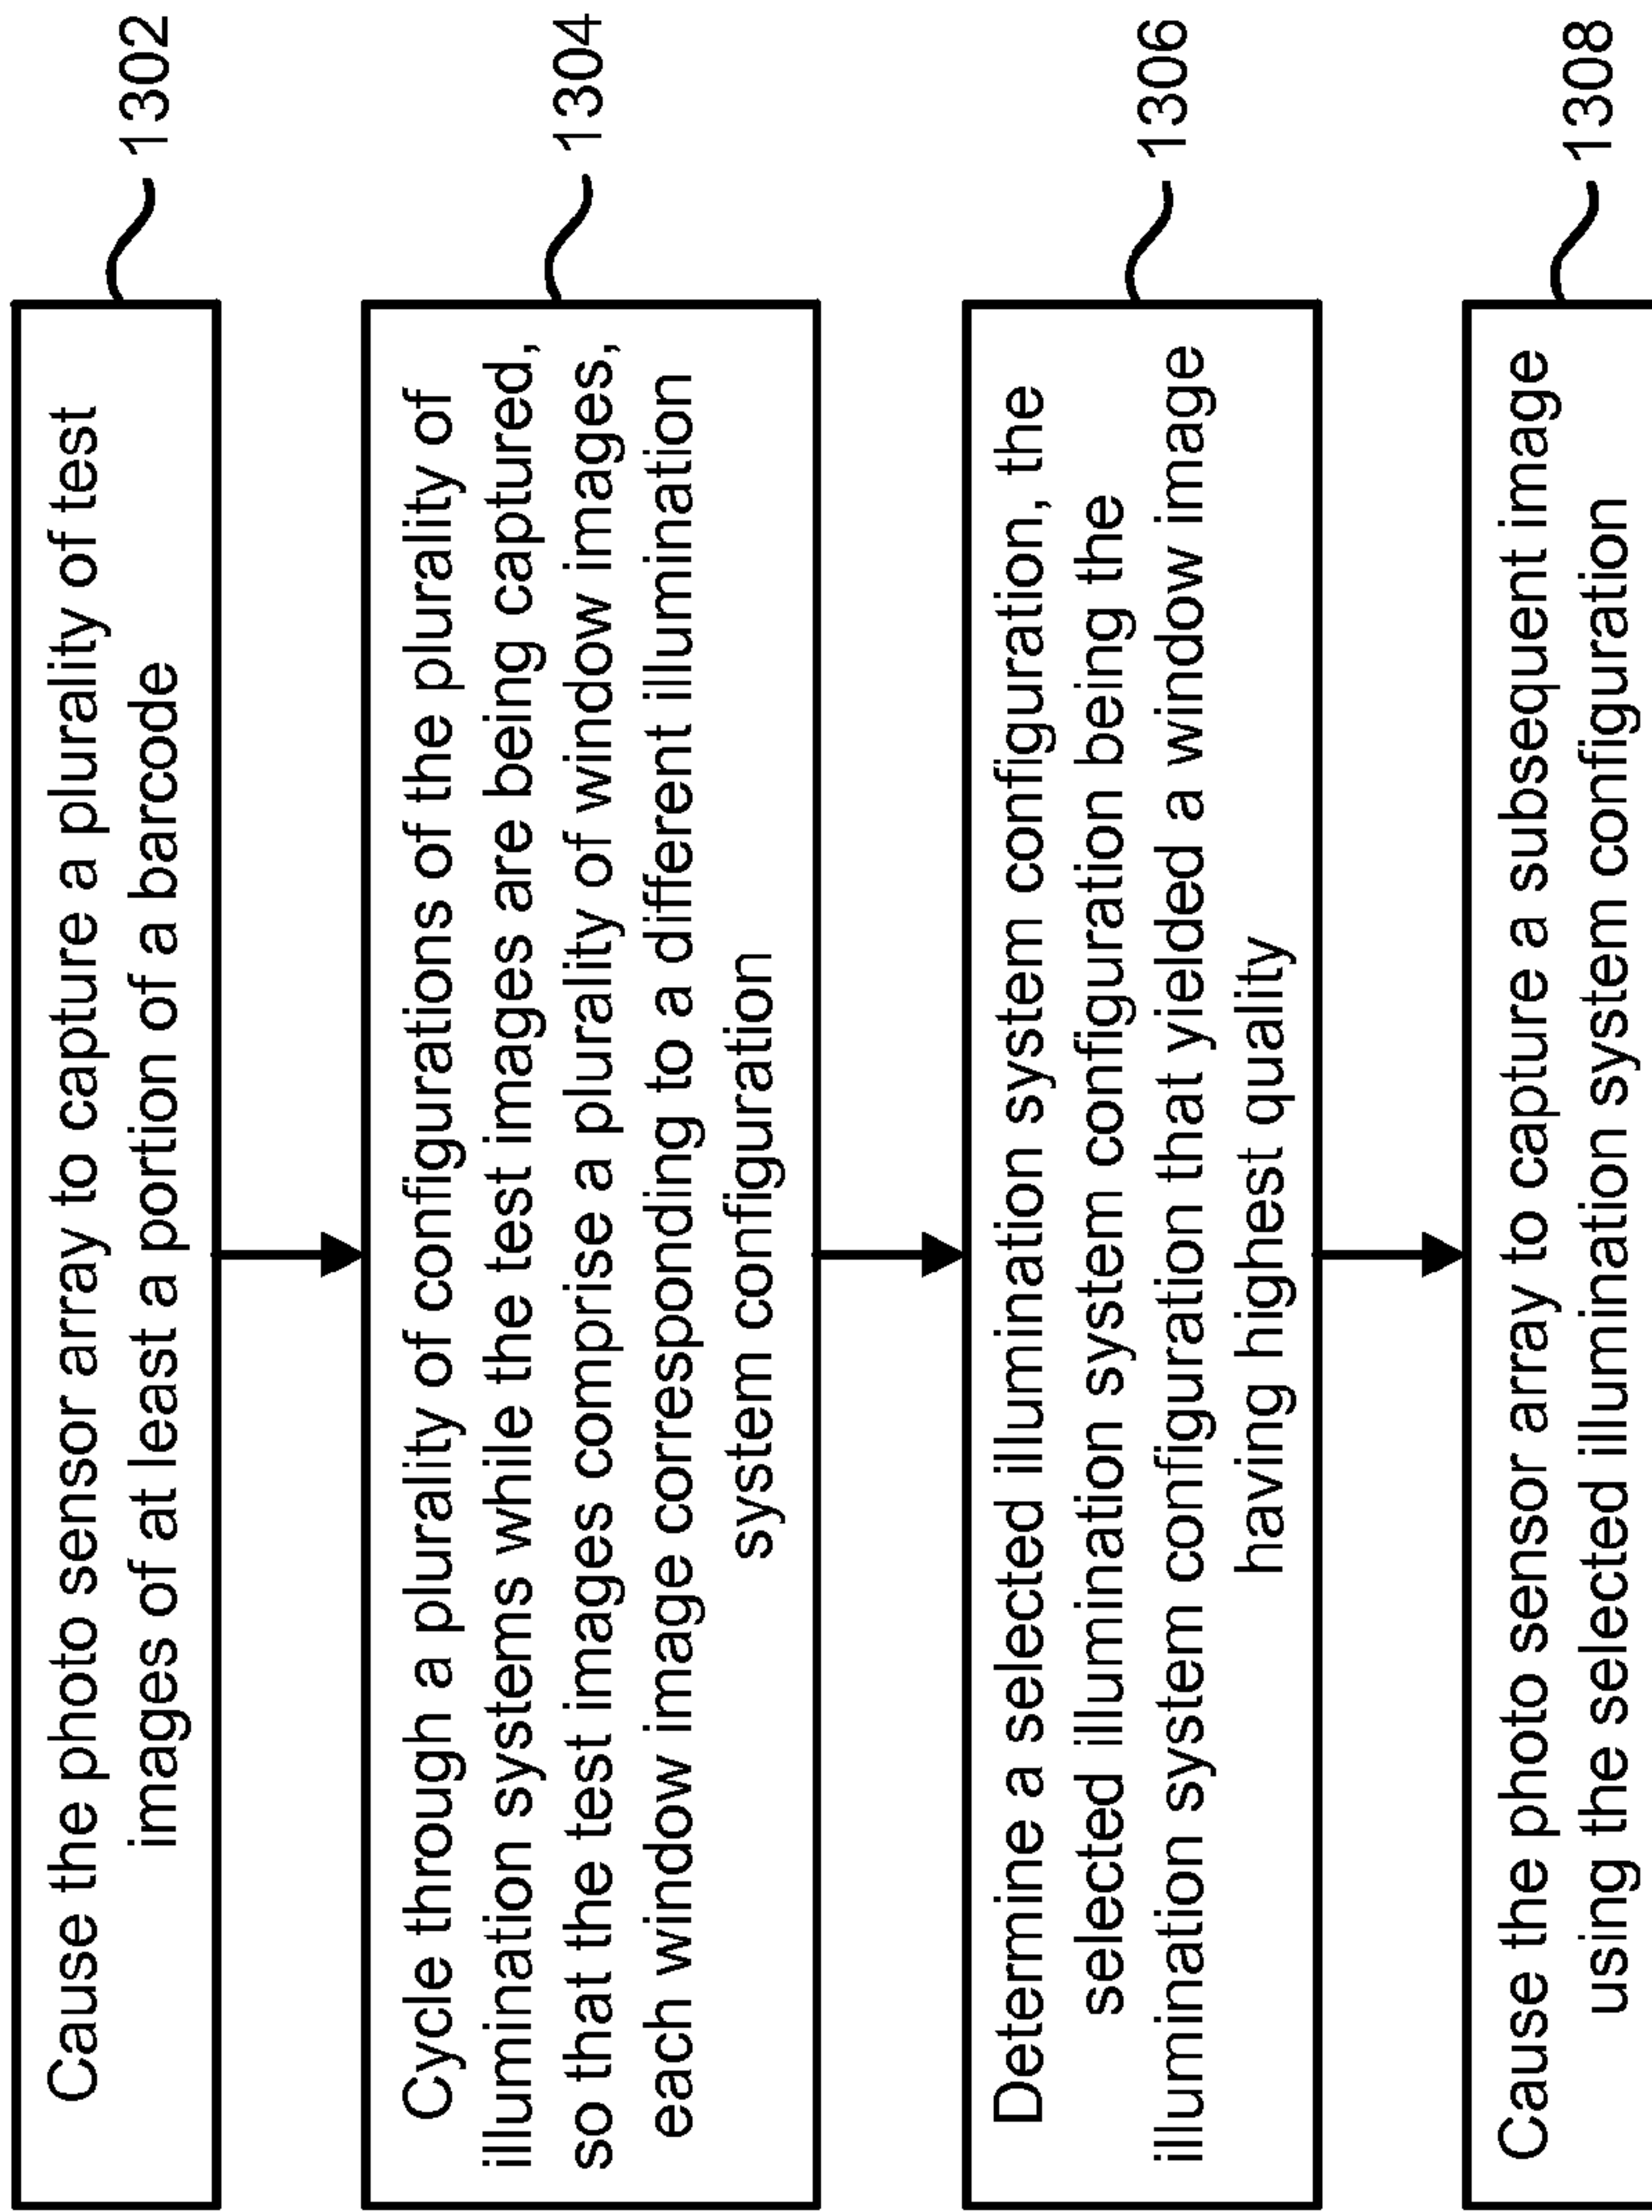 Cause the photo sensor array to capture a plurality of test
images of at least a portion of a barcode
1302
Cycle through a plurality of configurations of the plurality of
illumination systems while the test images are being captured,
so that the test images comprise a plurality of window images,
each window image corresponding to a different illumination
system configuration
1304
Determine a selected illumination system configuration, the
selected illumination system configuration being the
illumination system configuration that yielded a window image
having highest quality
1306
Cause the photo sensor array to capture a subsequent image
using the selected illumination system configuration
1308